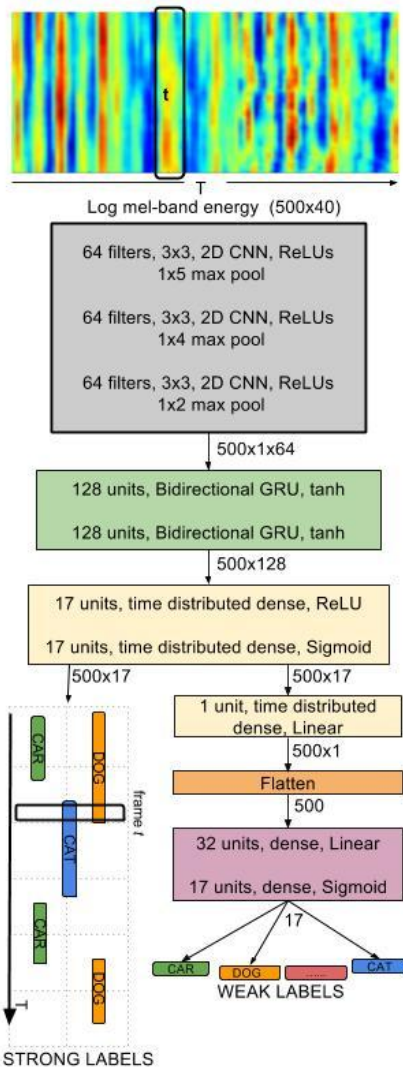 t
T
Log mel-band energy (500x40)
64 filters, 3x3, 2D CNN, ReLUs
1x5 max pool
64 filters, 3x3, 2D CNN, ReLUs
1x4 max pool
64 filters, 3x3, 2D CNN, ReLUs
1x2 max pool
500x1x64
128 units, Bidirectional GRU, tanh
128 units, Bidirectional GRU, tanh
500x128
17 units, time distributed dense, ReLU
17 units, time distributed dense, Sigmoid
500x17
500x17
CAR
DOG
frame t
CAT
CAR
DOG
T
STRONG LABELS
1 unit, time distributed
dense, Linear
500x1
Flatten
500
32 units, dense, Linear
17 units, dense, Sigmoid
17
CAR
DOG
......
CAT
WEAK LABELS